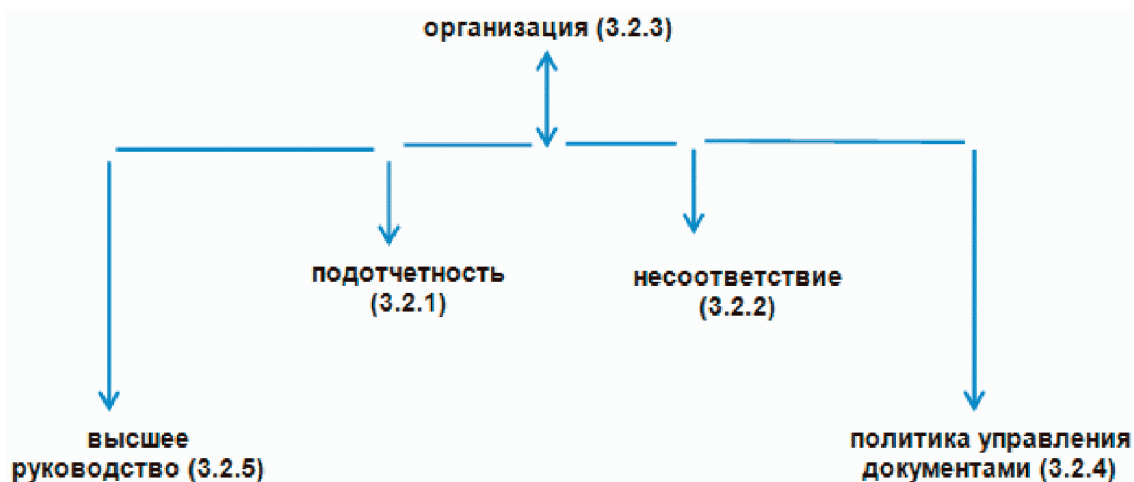 организация (3.2.3)
подотчетность
(3.2.1)
несоответствие
(3.2.2)
высшее
руководство (3.2.5)
политика управления
документами (3.2.4)